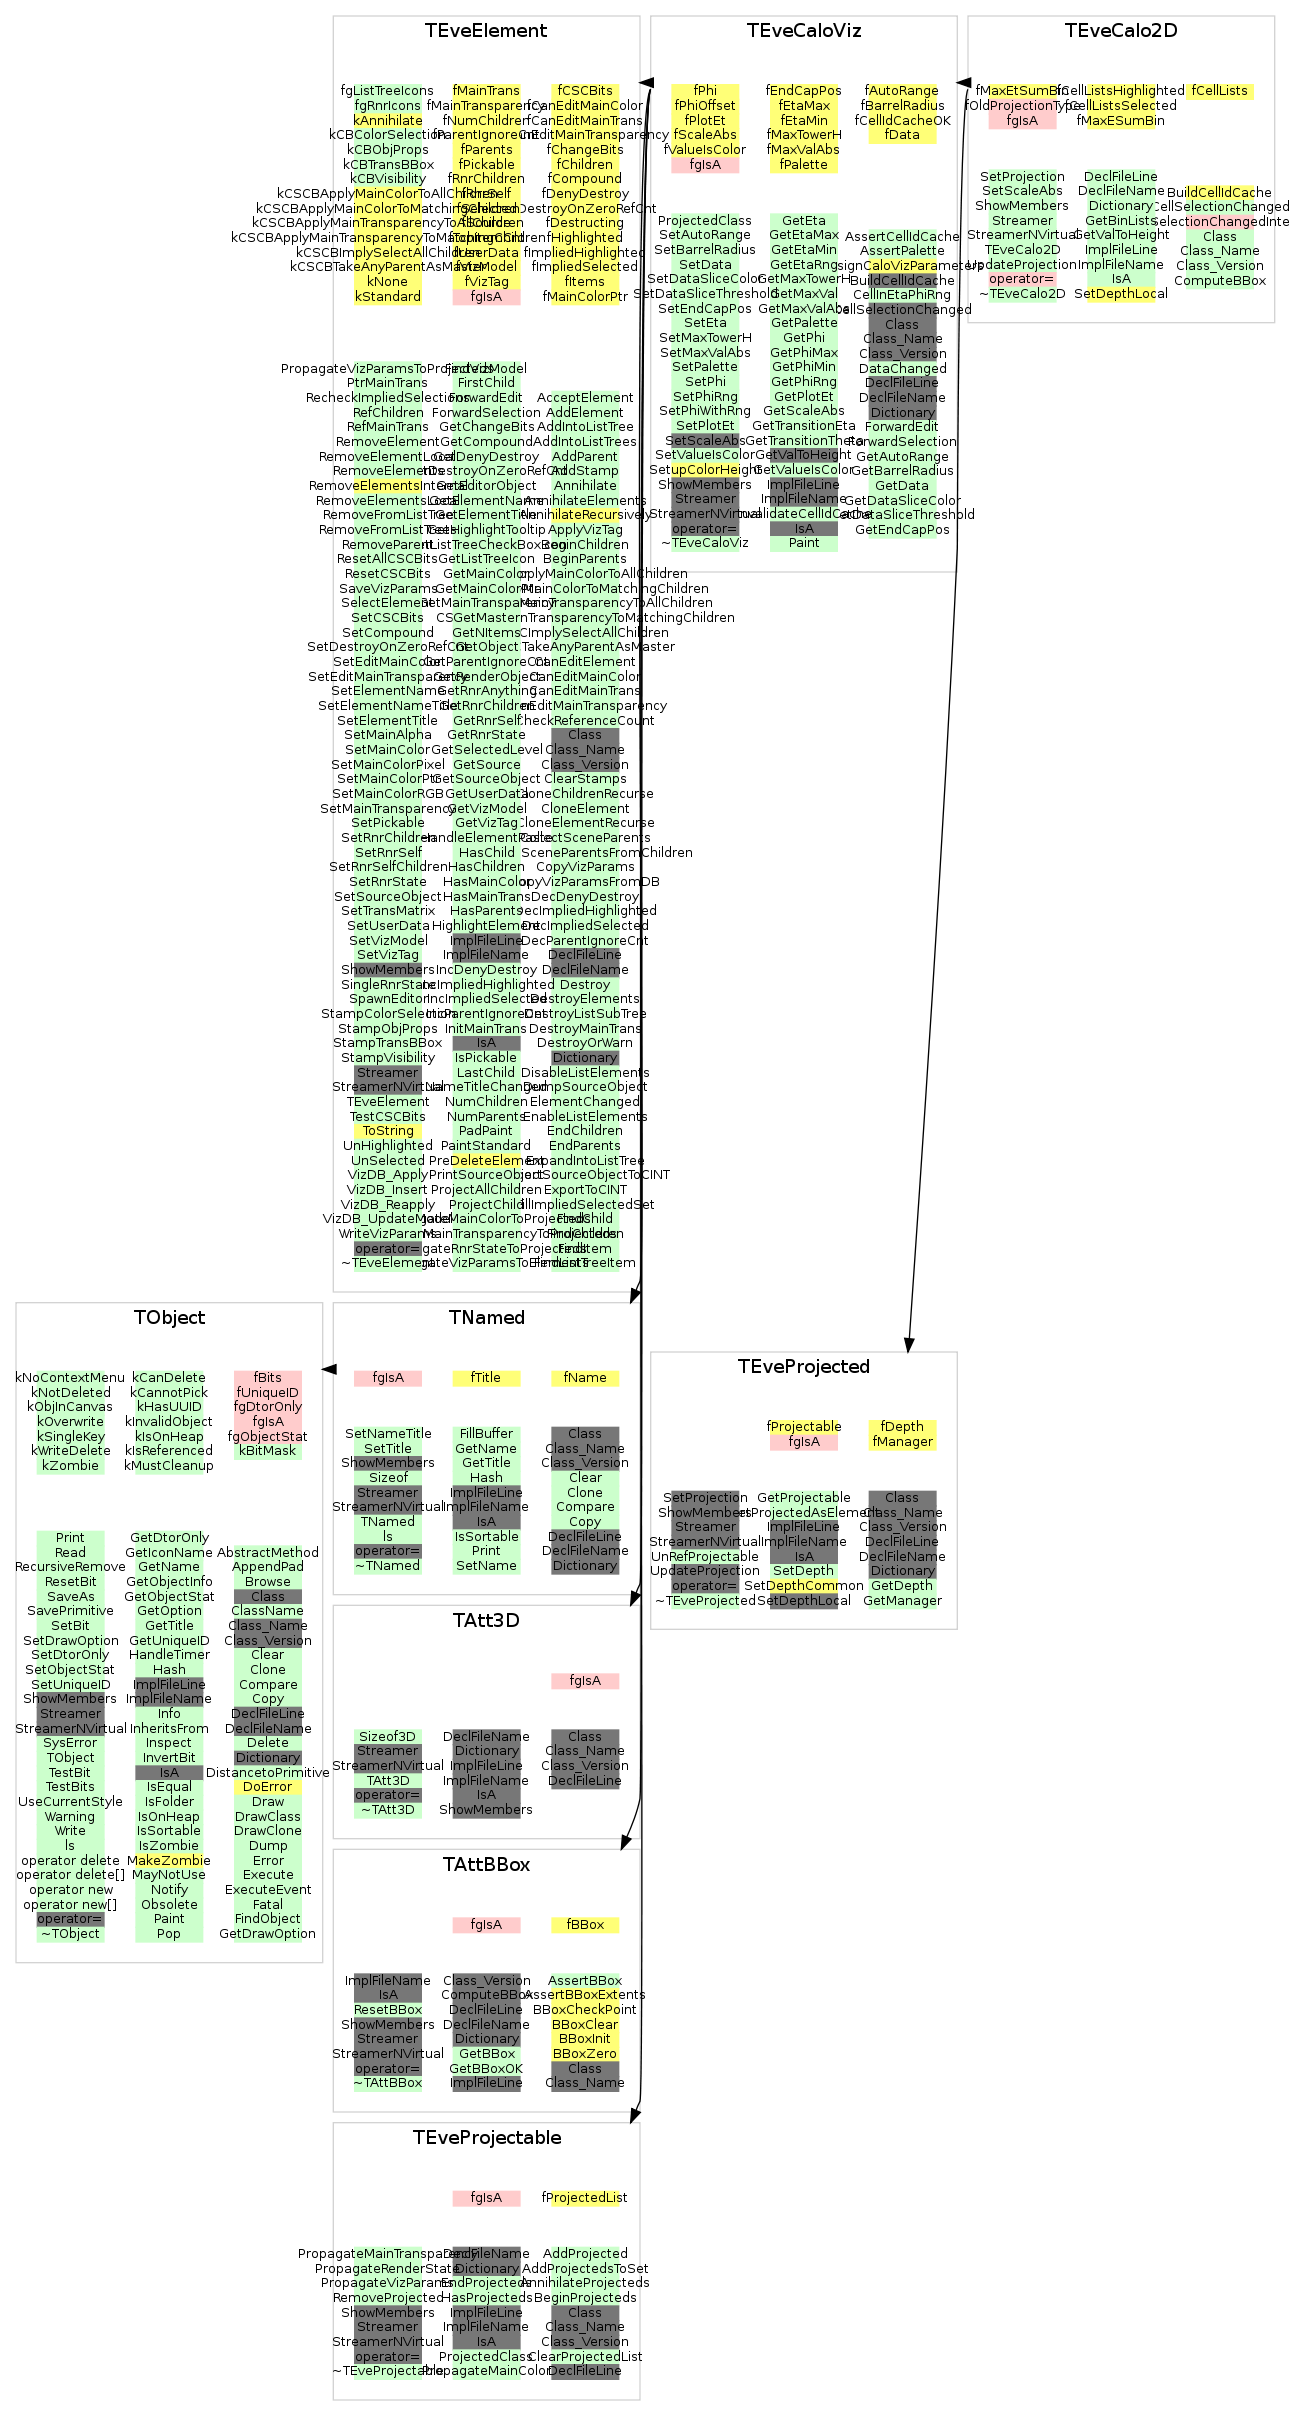 TEveElement
fgListTreeIcons
fgRnrIcons
kAnnihilate
kCBColorSelection
kCBObjProps
kCBTransBBox
kCBVisibility
kCSCBApplyMainColorToAllChildren
kCSCBApplyMainColorToMatchingChildren
kCSCBApplyMainTransparencyToAllChildren
kCSCBApplyMainTransparencyToMatchingChildren
kCSCBImplySelectAllChildren
kCSCBTakeAnyParentAsMaster
kNone
kStandard
fMainTrans
fMainTransparency
fNumChildren
fParentIgnoreCnt
fParents
fPickable
fRnrChildren
fRnrSelf
fSelected
fSource
fTopItem
fUserData
fVizModel
fVizTag
fgIsA
fCSCBits
fCanEditMainColor
fCanEditMainTrans
fCanEditMainTransparency
fChangeBits
fChildren
fCompound
fDenyDestroy
fDestroyOnZeroRefCnt
fDestructing
fHighlighted
fImpliedHighlighted
fImpliedSelected
fItems
fMainColorPtr
PropagateVizParamsToProjecteds
PtrMainTrans
RecheckImpliedSelections
RefChildren
RefMainTrans
RemoveElement
RemoveElementLocal
RemoveElements
RemoveElementsInternal
RemoveElementsLocal
RemoveFromListTree
RemoveFromListTrees
RemoveParent
ResetAllCSCBits
ResetCSCBits
SaveVizParams
SelectElement
SetCSCBits
SetCompound
SetDestroyOnZeroRefCnt
SetEditMainColor
SetEditMainTransparency
SetElementName
SetElementNameTitle
SetElementTitle
SetMainAlpha
SetMainColor
SetMainColorPixel
SetMainColorPtr
SetMainColorRGB
SetMainTransparency
SetPickable
SetRnrChildren
SetRnrSelf
SetRnrSelfChildren
SetRnrState
SetSourceObject
SetTransMatrix
SetUserData
SetVizModel
SetVizTag
ShowMembers
SingleRnrState
SpawnEditor
StampColorSelection
StampObjProps
StampTransBBox
StampVisibility
Streamer
StreamerNVirtual
TEveElement
TestCSCBits
ToString
UnHighlighted
UnSelected
VizDB_Apply
VizDB_Insert
VizDB_Reapply
VizDB_UpdateModel
WriteVizParams
operator=
~TEveElement
FindVizModel
FirstChild
ForwardEdit
ForwardSelection
GetChangeBits
GetCompound
GetDenyDestroy
DestroyOnZeroRefCnt
GetEditorObject
GetElementName
GetElementTitle
GetHighlightTooltip
ListTreeCheckBoxIcon
GetListTreeIcon
GetMainColor
GetMainColorPtr
GetMainTransparency
GetMaster
GetNItems
GetObject
GetParentIgnoreCnt
GetRenderObject
GetRnrAnything
GetRnrChildren
GetRnrSelf
GetRnrState
GetSelectedLevel
GetSource
GetSourceObject
GetUserData
GetVizModel
GetVizTag
HandleElementPaste
HasChild
HasChildren
HasMainColor
HasMainTrans
HasParents
HighlightElement
ImplFileLine
ImplFileName
IncDenyDestroy
IncImpliedHighlighted
IncImpliedSelected
IncParentIgnoreCnt
InitMainTrans
IsA
IsPickable
LastChild
NameTitleChanged
NumChildren
NumParents
PadPaint
PaintStandard
PreDeleteElement
PrintSourceObject
ProjectAllChildren
ProjectChild
gateMainColorToProjecteds
MainTransparencyToProjecteds
gateRnrStateToProjecteds
gateVizParamsToElements
AcceptElement
AddElement
AddIntoListTree
AddIntoListTrees
AddParent
AddStamp
Annihilate
AnnihilateElements
AnnihilateRecursively
ApplyVizTag
BeginChildren
BeginParents
pplyMainColorToAllChildren
MainColorToMatchingChildren
MainTransparencyToAllChildren
nTransparencyToMatchingChildren
CImplySelectAllChildren
TakeAnyParentAsMaster
CanEditElement
CanEditMainColor
CanEditMainTrans
nEditMainTransparency
CheckReferenceCount
Class
Class_Name
Class_Version
ClearStamps
CloneChildrenRecurse
CloneElement
CloneElementRecurse
CollectSceneParents
SceneParentsFromChildren
CopyVizParams
opyVizParamsFromDB
DecDenyDestroy
DecImpliedHighlighted
DecImpliedSelected
DecParentIgnoreCnt
DeclFileLine
DeclFileName
Destroy
DestroyElements
DestroyListSubTree
DestroyMainTrans
DestroyOrWarn
Dictionary
DisableListElements
DumpSourceObject
ElementChanged
EnableListElements
EndChildren
EndParents
ExpandIntoListTree
ortSourceObjectToCINT
ExportToCINT
FillImpliedSelectedSet
FindChild
FindChildren
FindItem
FindListTreeItem
TEveCaloViz
fPhi
fPhiOffset
fPlotEt
fScaleAbs
fValueIsColor
fgIsA
fEndCapPos
fEtaMax
fEtaMin
fMaxTowerH
fMaxValAbs
fPalette
fAutoRange
fBarrelRadius
fCellIdCacheOK
fData
ProjectedClass
SetAutoRange
SetBarrelRadius
SetData
SetDataSliceColor
SetDataSliceThreshold
SetEndCapPos
SetEta
SetMaxTowerH
SetMaxValAbs
SetPalette
SetPhi
SetPhiRng
SetPhiWithRng
SetPlotEt
SetScaleAbs
SetValueIsColor
SetupColorHeight
ShowMembers
Streamer
StreamerNVirtual
operator=
~TEveCaloViz
GetEta
GetEtaMax
GetEtaMin
GetEtaRng
GetMaxTowerH
GetMaxVal
GetMaxValAbs
GetPalette
GetPhi
GetPhiMax
GetPhiMin
GetPhiRng
GetPlotEt
GetScaleAbs
GetTransitionEta
GetTransitionTheta
GetValToHeight
GetValueIsColor
ImplFileLine
ImplFileName
InvalidateCellIdCache
IsA
Paint
AssertCellIdCache
AssertPalette
signCaloVizParameters
BuildCellIdCache
CellInEtaPhiRng
CellSelectionChanged
Class
Class_Name
Class_Version
DataChanged
DeclFileLine
DeclFileName
Dictionary
ForwardEdit
ForwardSelection
GetAutoRange
GetBarrelRadius
GetData
GetDataSliceColor
etDataSliceThreshold
GetEndCapPos
TEveCalo2D
fMaxEtSumBin
fOldProjectionType
fgIsA
fCellListsHighlighted
fCellListsSelected
fMaxESumBin
fCellLists
SetProjection
SetScaleAbs
ShowMembers
Streamer
StreamerNVirtual
TEveCalo2D
UpdateProjection
operator=
~TEveCalo2D
DeclFileLine
DeclFileName
Dictionary
GetBinLists
GetValToHeight
ImplFileLine
ImplFileName
IsA
SetDepthLocal
BuildCellIdCache
CellSelectionChanged
SelectionChangedInte
Class
Class_Name
Class_Version
ComputeBBox
TObject
kNoContextMenu
kNotDeleted
kObjInCanvas
kOverwrite
kSingleKey
kWriteDelete
kZombie
kCanDelete
kCannotPick
kHasUUID
kInvalidObject
kIsOnHeap
kIsReferenced
kMustCleanup
fBits
fUniqueID
fgDtorOnly
fgIsA
fgObjectStat
kBitMask
Print
Read
RecursiveRemove
ResetBit
SaveAs
SavePrimitive
SetBit
SetDrawOption
SetDtorOnly
SetObjectStat
SetUniqueID
ShowMembers
Streamer
StreamerNVirtual
SysError
TObject
TestBit
TestBits
UseCurrentStyle
Warning
Write
ls
operator delete
operator delete[]
operator new
operator new[]
operator=
~TObject
GetDtorOnly
GetIconName
GetName
GetObjectInfo
GetObjectStat
GetOption
GetTitle
GetUniqueID
HandleTimer
Hash
ImplFileLine
ImplFileName
Info
InheritsFrom
Inspect
InvertBit
IsA
IsEqual
IsFolder
IsOnHeap
IsSortable
IsZombie
MakeZombie
MayNotUse
Notify
Obsolete
Paint
Pop
AbstractMethod
AppendPad
Browse
Class
ClassName
Class_Name
Class_Version
Clear
Clone
Compare
Copy
DeclFileLine
DeclFileName
Delete
Dictionary
DistancetoPrimitive
DoError
Draw
DrawClass
DrawClone
Dump
Error
Execute
ExecuteEvent
Fatal
FindObject
GetDrawOption
TNamed
fgIsA
fTitle
fName
SetNameTitle
SetTitle
ShowMembers
Sizeof
Streamer
StreamerNVirtual
TNamed
ls
operator=
~TNamed
FillBuffer
GetName
GetTitle
Hash
ImplFileLine
ImplFileName
IsA
IsSortable
Print
SetName
Class
Class_Name
Class_Version
Clear
Clone
Compare
Copy
DeclFileLine
DeclFileName
Dictionary
TEveProjected
fProjectable
fgIsA
fDepth
fManager
SetProjection
ShowMembers
Streamer
StreamerNVirtual
UnRefProjectable
UpdateProjection
operator=
~TEveProjected
GetProjectable
etProjectedAsElement
ImplFileLine
ImplFileName
IsA
SetDepth
SetDepthCommon
SetDepthLocal
Class
Class_Name
Class_Version
DeclFileLine
DeclFileName
Dictionary
GetDepth
GetManager
TAtt3D
fgIsA
Sizeof3D
Streamer
StreamerNVirtual
TAtt3D
operator=
~TAtt3D
DeclFileName
Dictionary
ImplFileLine
ImplFileName
IsA
ShowMembers
Class
Class_Name
Class_Version
DeclFileLine
TAttBBox
fgIsA
fBBox
ImplFileName
IsA
ResetBBox
ShowMembers
Streamer
StreamerNVirtual
operator=
~TAttBBox
Class_Version
ComputeBBox
DeclFileLine
DeclFileName
Dictionary
GetBBox
GetBBoxOK
ImplFileLine
AssertBBox
AssertBBoxExtents
BBoxCheckPoint
BBoxClear
BBoxInit
BBoxZero
Class
Class_Name
TEveProjectable
fgIsA
fProjectedList
PropagateMainTransparency
PropagateRenderState
PropagateVizParams
RemoveProjected
ShowMembers
Streamer
StreamerNVirtual
operator=
~TEveProjectable
DeclFileName
Dictionary
EndProjecteds
HasProjecteds
ImplFileLine
ImplFileName
IsA
ProjectedClass
PropagateMainColor
AddProjected
AddProjectedsToSet
AnnihilateProjecteds
BeginProjecteds
Class
Class_Name
Class_Version
ClearProjectedList
DeclFileLine